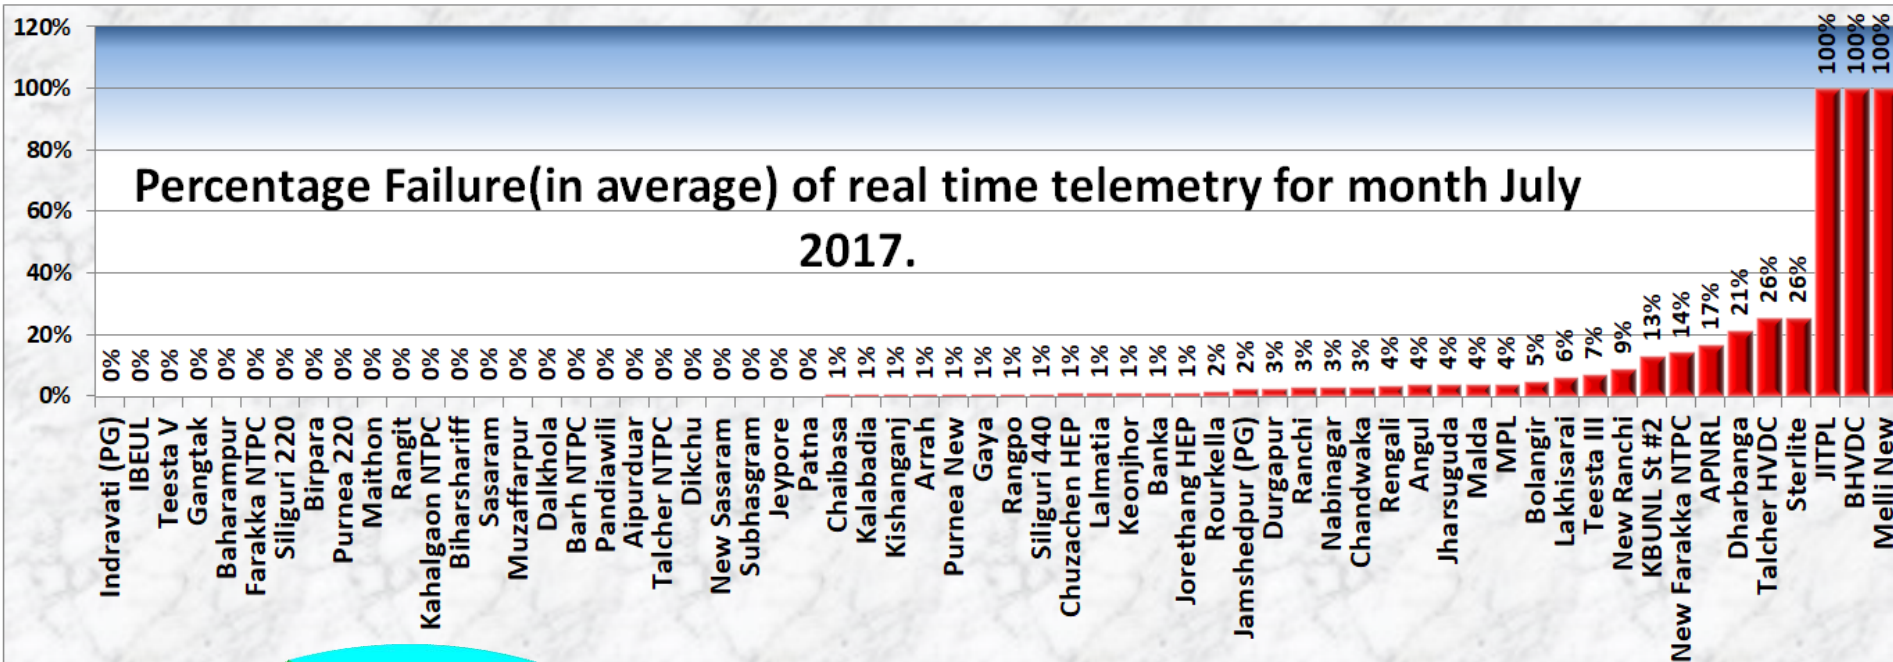 120%
100%
80%
60%
40%
20%
0%
Percentage Failure(in average) of real time telemetry for month July
2017.
0% 0% 0% 0% 0% 0% 0% 0% 0% 0% 0% 0% 0% 0% 0% 0% 0% 0% 0% 0% 0% 0% 0% 0% 0% 1% 1% 1% 1% 1% 1% 1% 1% 1% 1% 1% 1% 1% 2% 2% 3% 3% 3% 3% 4% 4% 4% 4% 4% 5% 6% 7% 9% 13% 14% 17% 21% 26% 26% 100% 100% 100%
Indravati (PG)
IBEUL
Teesta V
Gangtak
Baharampur
Farakka NTPC
Siliguri 220
Birpara
Purnea 220
Maithon
Rangit
Kahalgaon NTPC
Biharshariff
Sasaram
Muzaffarpur
Dalkhola
Barh NTPC
Pandiawili
Aipurduar
Talcher NTPC
Dikchu
New Sasaram
Subhasgram
Jeypore
Patna
Chaibasa
Kalabadia
Kishanganj
Arrah
Purnea New
Gaya
Rangpo
Siliguri 440
Chuzachen HEP
Lalmatia
Keonjhor
Banka
Jorethang HEP
Rourkella
Jamshedpur (PG)
Durgapur
Ranchi
Nabinagar
Chandwaka
Rengali
Angul
Jharsuguda
Malda
MPL
Bolangir
Lakhisarai
Teesta III
New Ranchi
KBUNL St #2
New Farakka NTPC
APNRL
Dharbanga
Talcher HVDC
Sterlite
JITPL
BHVDC
Melli New